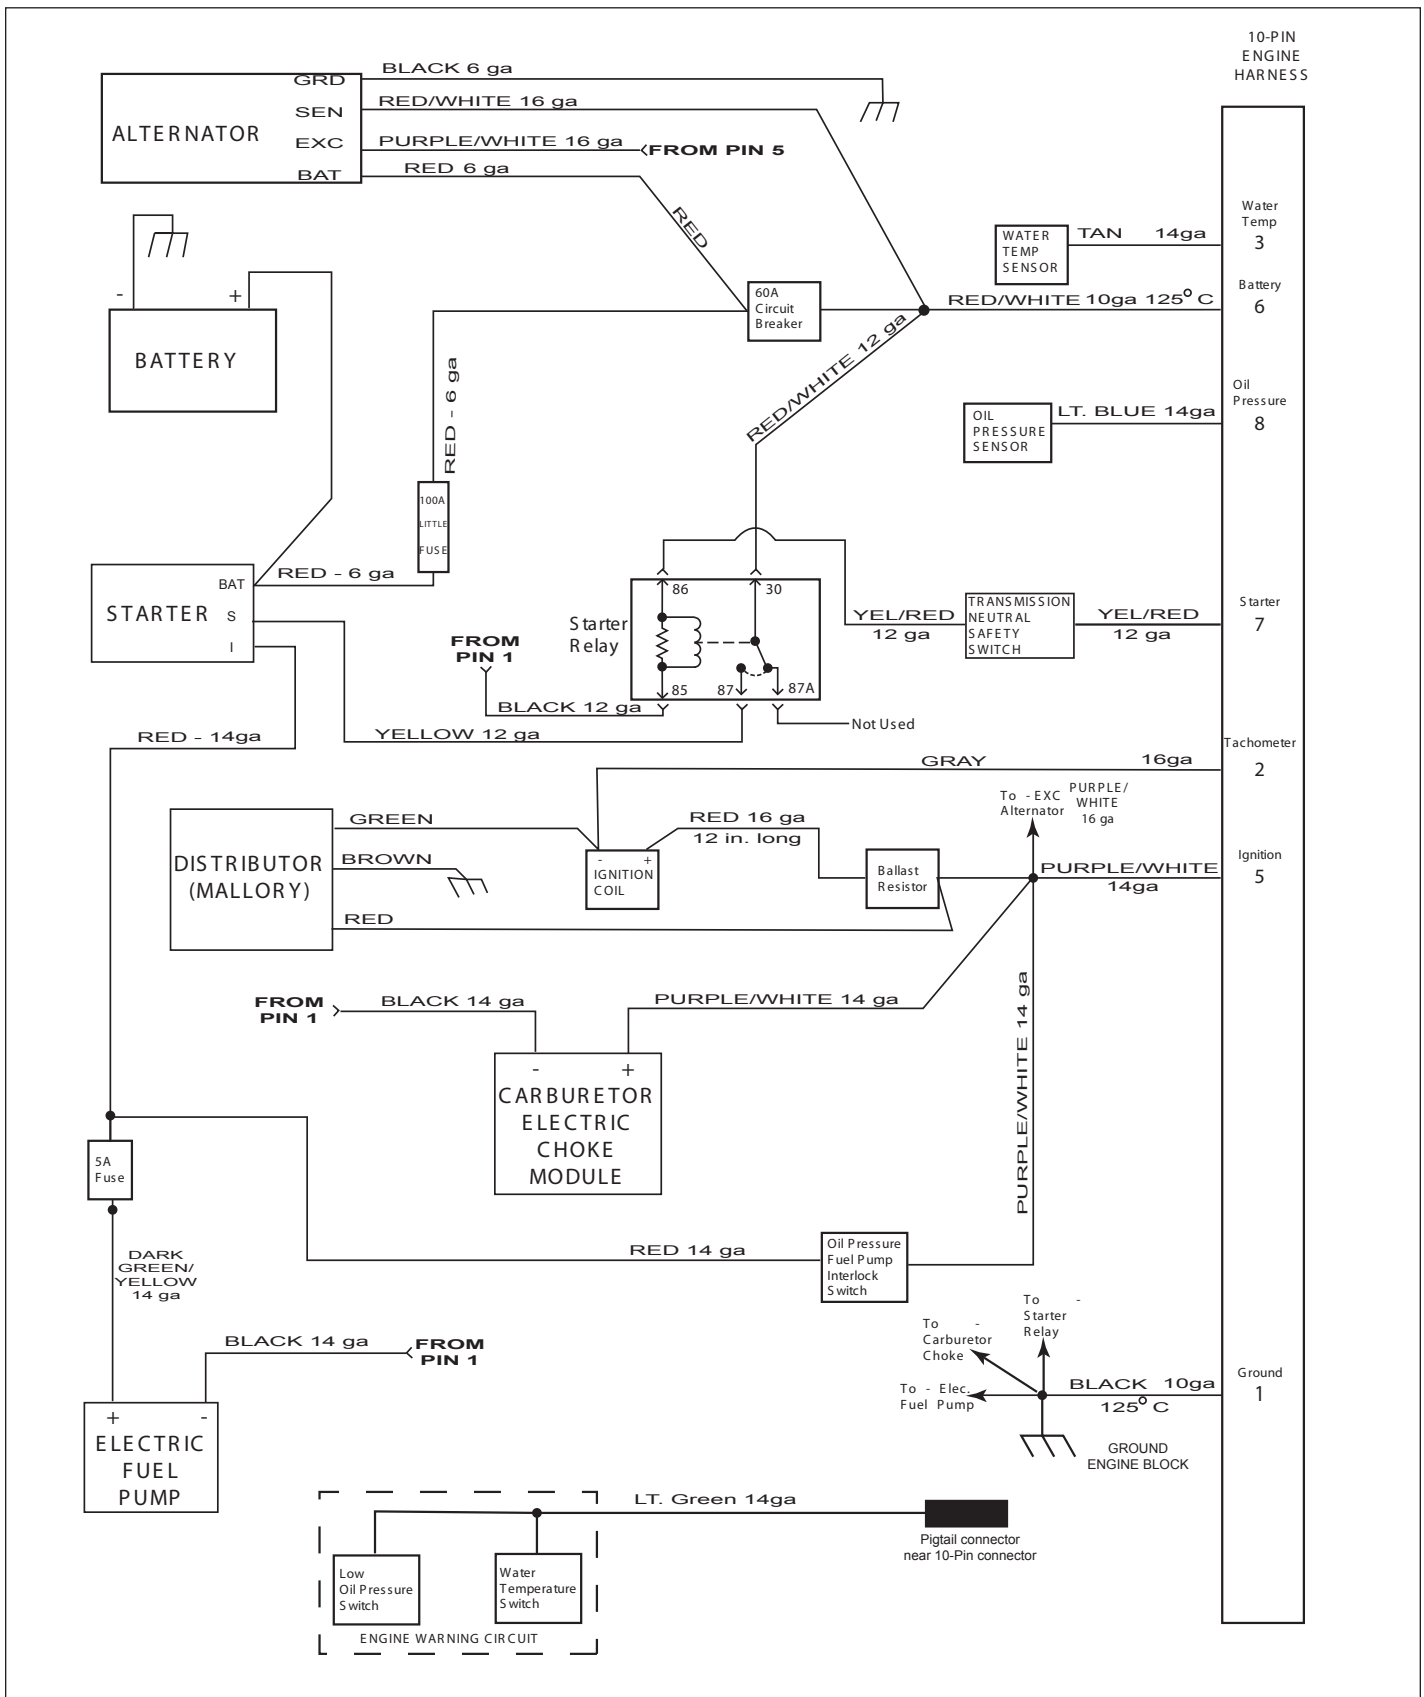 10-PIN
ENGINE
HARNESS
BLACK 6 ga
GRD
RED/WHITE 16 ga
SEN
ALTERNATOR
PURPLE/WHITE 16 ga
FROM PIN 5
EXC
RED 6 ga
BAT
RED
Water
Temp
3
WATER
TEMP
SENSOR
TAN 14ga
- +
BATTERY
60A
Circuit
Breaker
RED/WHITE 10ga 125° C
Battery
6
RED/WHITE 12 ga
RED - 6 ga
Oil
Pressure
8
OIL
PRESSURE
SENSOR
LT. BLUE 14ga
100A
LITTLE
FUSE
RED - 6 ga
BAT
STARTER
S
I
86 30
Starter
Relay
85 87 87A
FROM
PIN 1
YEL/RED
12 ga
TRANSMISSION
NEUTRAL
SAFETY
SWITCH
YEL/RED
12 ga
Starter
7
BLACK 12 ga
Not Used
YELLOW 12 ga
RED - 14ga
GRAY 16ga
Tachometer
2
To - EXC
Alternator
PURPLE/
WHITE
16 ga
DISTRIBUTOR
(MALLORY)
GREEN
BROWN
RED
- +
IGNITION
COIL
RED 16 ga
12 in. long
Ballast
Resistor
PURPLE/WHITE
14ga
Ignition
5
FROM
PIN 1
BLACK 14 ga
PURPLE/WHITE 14 ga
PURPLE/WHITE 14 ga
- +
CARBURETOR
ELECTRIC
CHOKE
MODULE
5A
Fuse
DARK
GREEN/
YELLOW
14 ga
RED 14 ga
Oil Pressure
Fuel Pump
Interlock
Switch
BLACK 14 ga
FROM
PIN 1
To -
Starter
Relay
To -
Carburetor
Choke
To - Elec.
Fuel Pump
BLACK 10ga
125° C
Ground
1
GROUND
ENGINE BLOCK
+ -
ELECTRIC
FUEL
PUMP
LT. Green 14ga
Pigtail connector
near 10-Pin connector
Low
Oil Pressure
Switch
Water
Temperature
Switch
ENGINE WARNING CIRCUIT